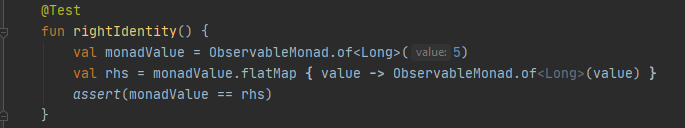 @Test
fun rightIdentity() {
    val monadValue = ObservableMonad.of<Long>( value: 5)
    val rhs = monadValue.flatMap { value -> ObservableMonad.of<Long>(value) }
    assert(monadValue == rhs)
}